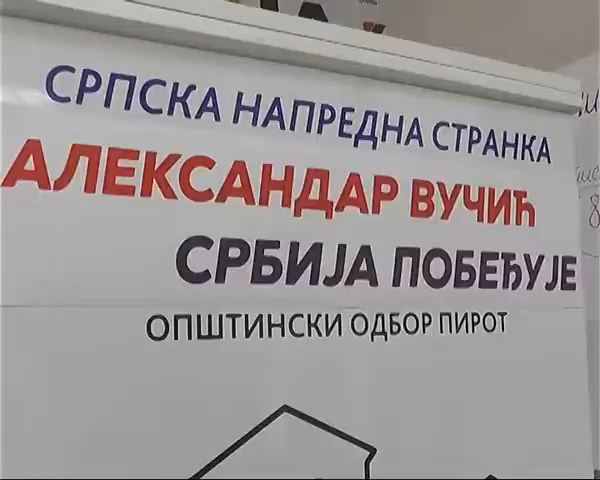 СРПСКА НАПРЕДНА СТРАНКА
АЛЕКСАНДАР ВУЧИЋ
СРБИЈА ПОБЕЂУЈЕ
ОПШТИНСКИ ОДБОР ПИРОТ